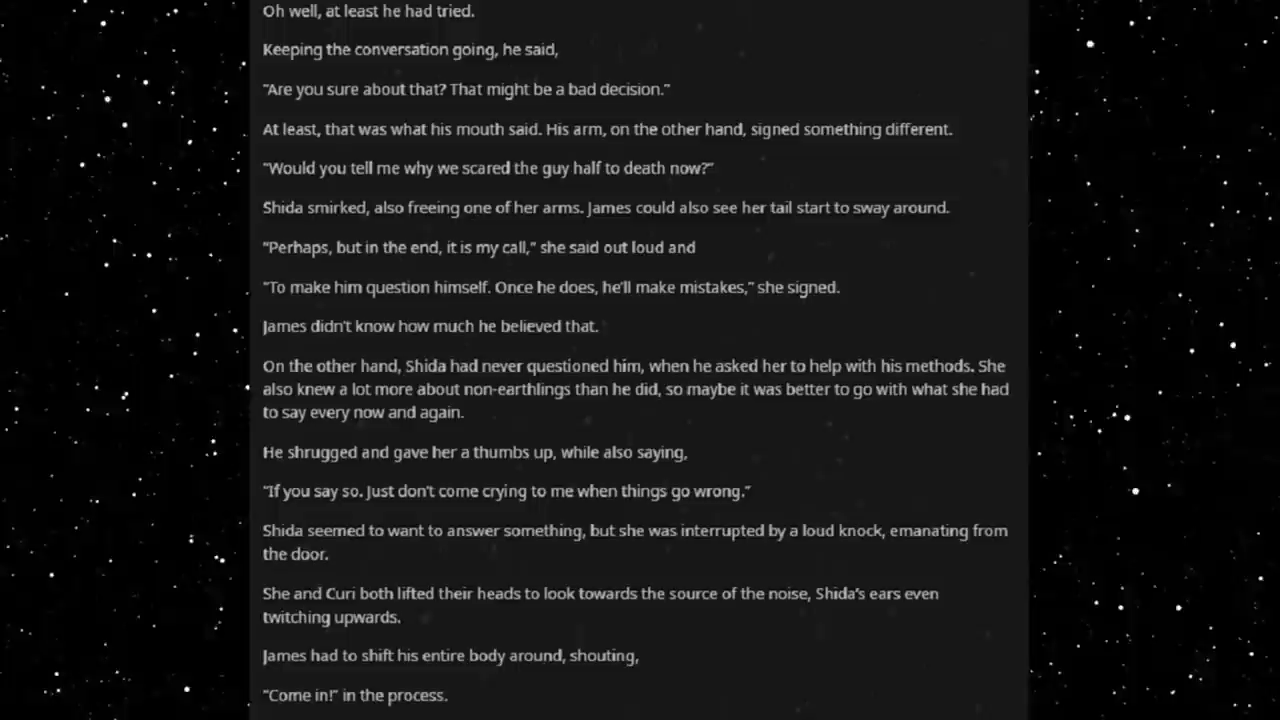 Oh well, at least he had tried.
Keeping the conversation going, he said,
“Are you sure about that? That might be a bad decision.”
At least, that was what his mouth said. His arm, on the other hand, signed something different.
“Would you tell me why we scared the guy half to death now?”
Shida smirked, also freeing one of her arms. James could also see her tail start to sway around.
“Perhaps, but in the end, it is my call,” she said out loud and
“To make him question himself. Once he does, he’ll make mistakes,” she signed.
James didn’t know how much he believed that.
On the other hand, Shida had never questioned him, when he asked her to help with his methods. She
also knew a lot more about non-earthlings than he did, so maybe it was better to go with what she had
to say every now and again.
He shrugged and gave her a thumbs up, while also saying,
“If you say so. Just don’t come crying to me when things go wrong.”
Shida seemed to want to answer something, but she was interrupted by a loud knock, emanating from
the door.
She and Curi both lifted their heads to look towards the source of the noise, Shida’s ears even
twitching upwards.
James had to shift his entire body around, shouting,
“Come in!” in the process.